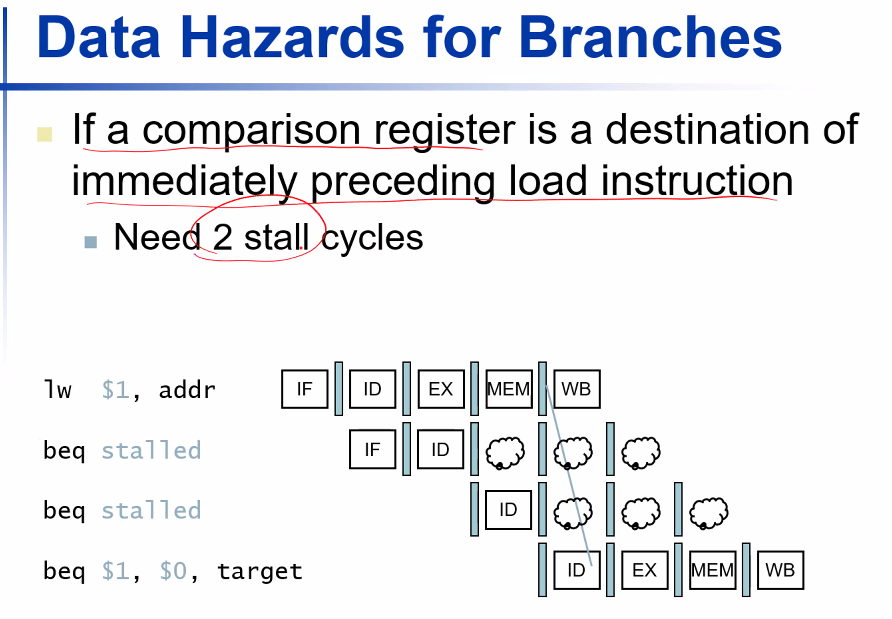 Data Hazards for Branches
If a comparison register is a destination of
immediately preceding load instruction
Need 2 stall cycles
lw $1, addr IF ID EX MEM WB
beq stalled IF ID
beq stalled ID
beq $1, $0, target ID EX MEM WB